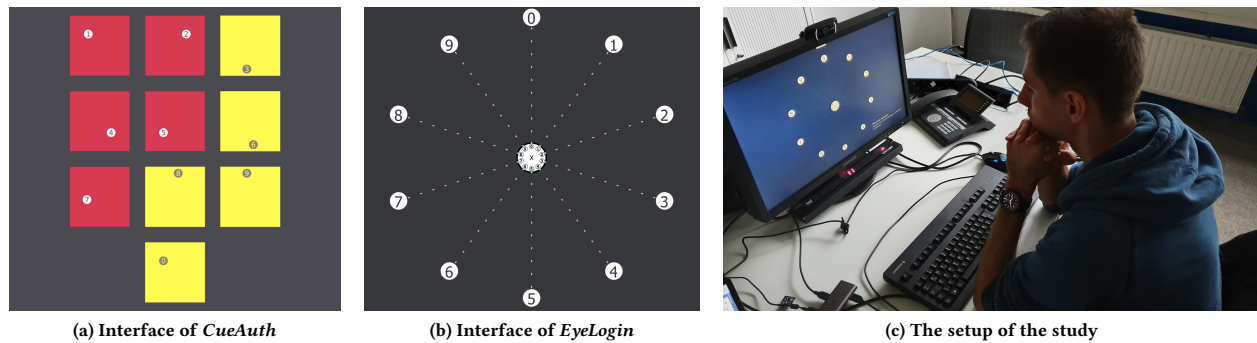 1 2 3
4 5 6
7 8 9
0
0
9 1
8 2
X
7 3
6 4
5
(a) Interface of CueAuth
(b) Interface of EyeLogin
(c) The setup of the study